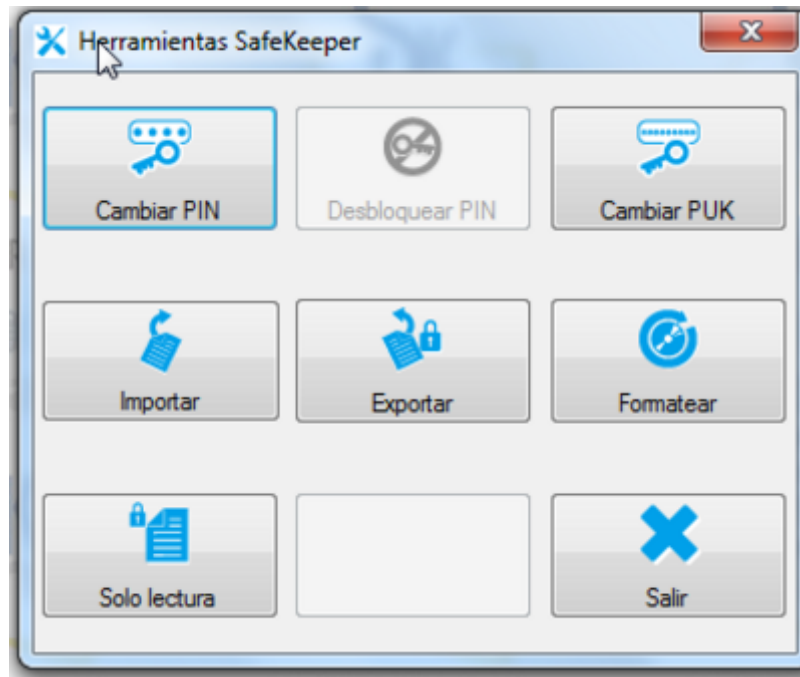 Herramientas SafeKeeper
Cambiar PIN
Desbloquear PIN
Cambiar PUK
Importar
Exportar
Formatear
Solo lectura
Salir